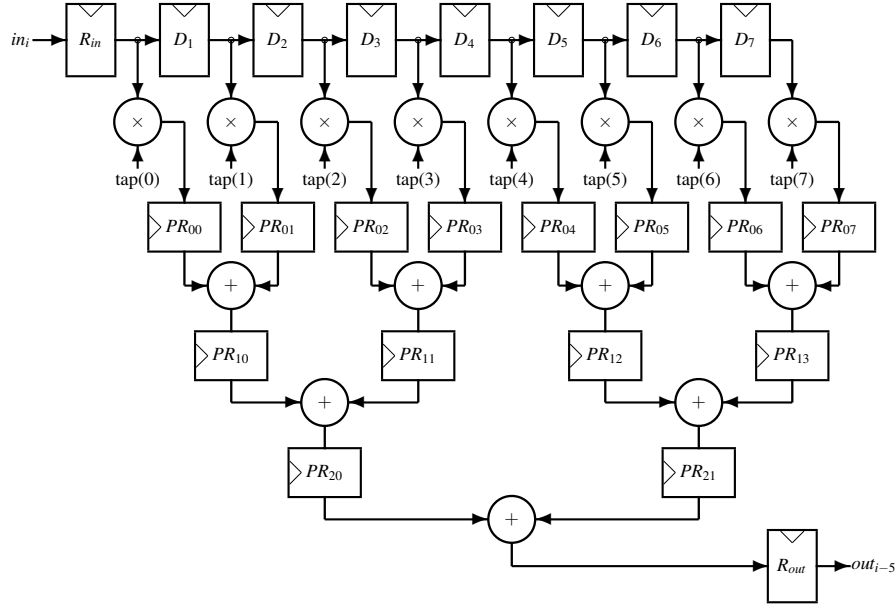 in_i R_in D_1 D_2 D_3 D_4 D_5 D_6 D_7
× × × × × × × ×
tap(0) tap(1) tap(2) tap(3) tap(4) tap(5) tap(6) tap(7)
PR_00 PR_01 PR_02 PR_03 PR_04 PR_05 PR_06 PR_07
+ + + +
PR_10 PR_11 PR_12 PR_13
+ +
PR_20 PR_21
+
R_out out_{i−5}